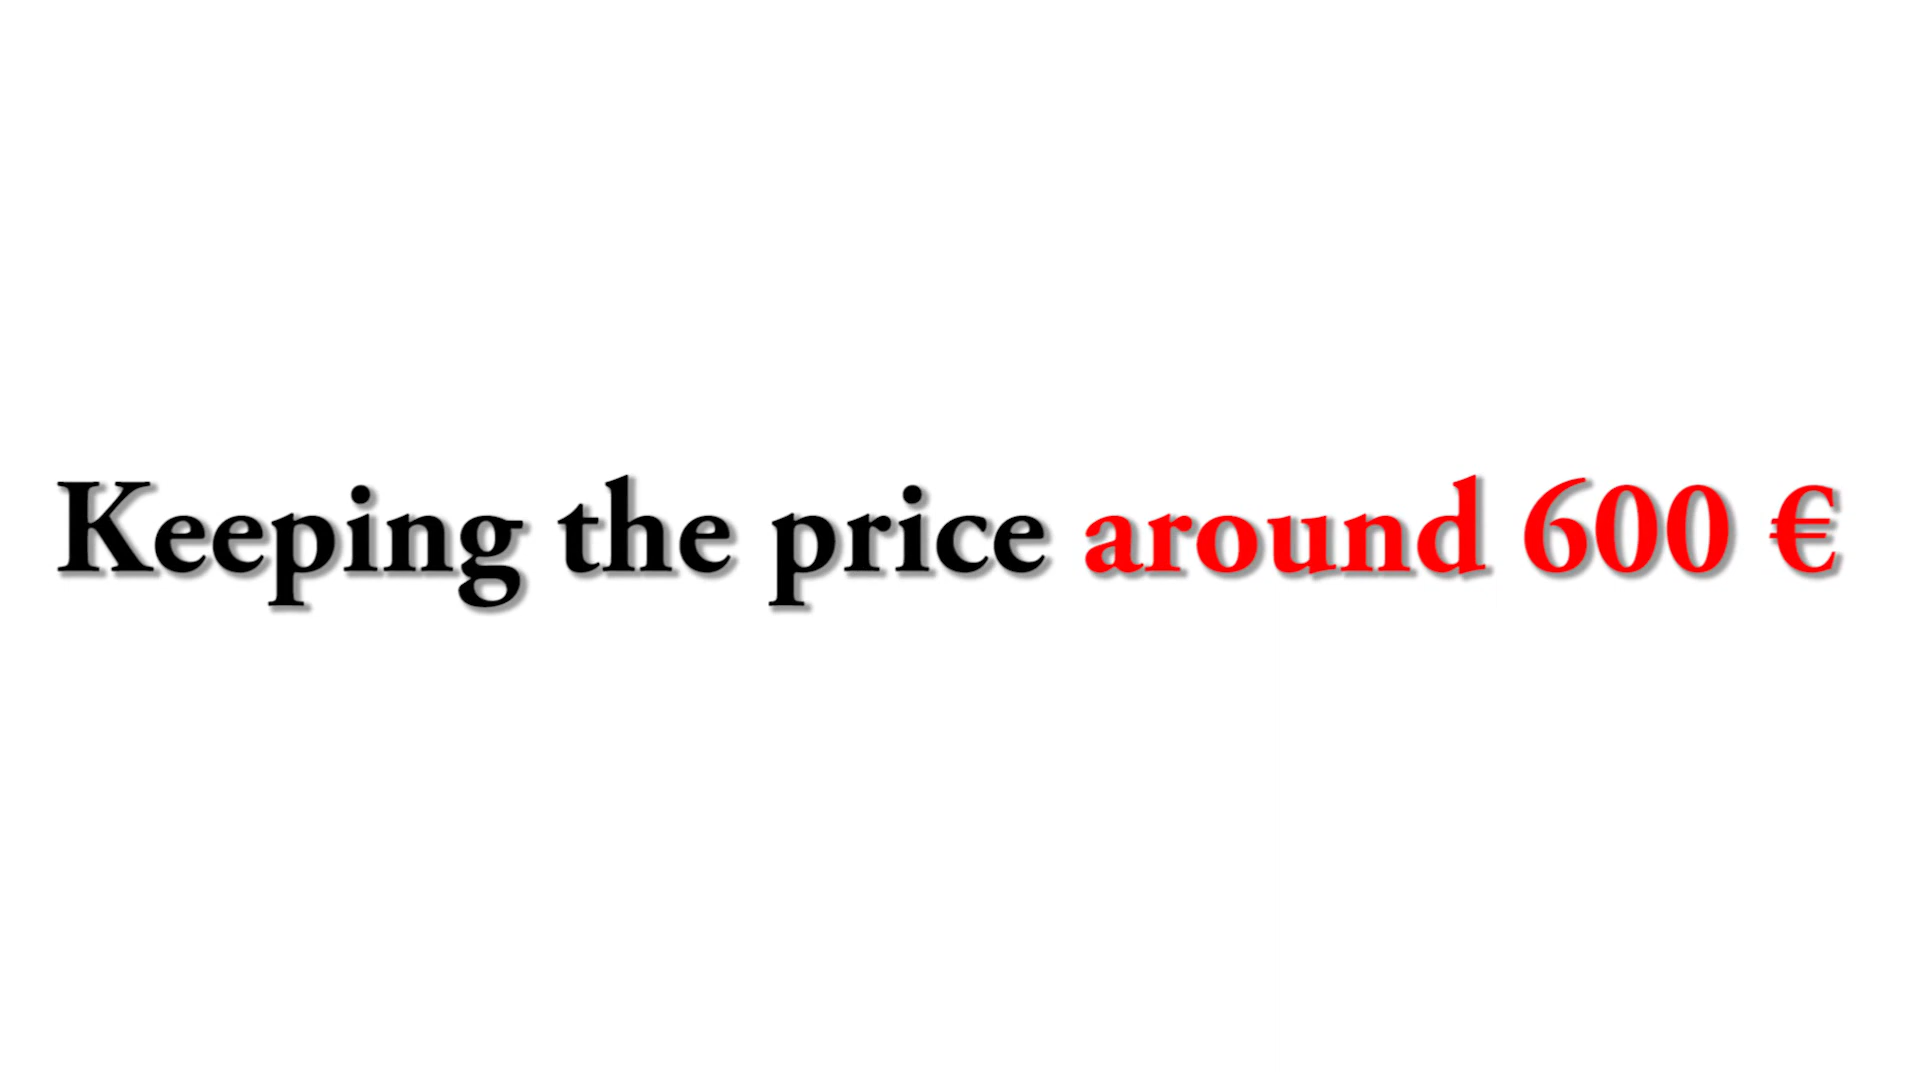 Keeping the price around 600 €